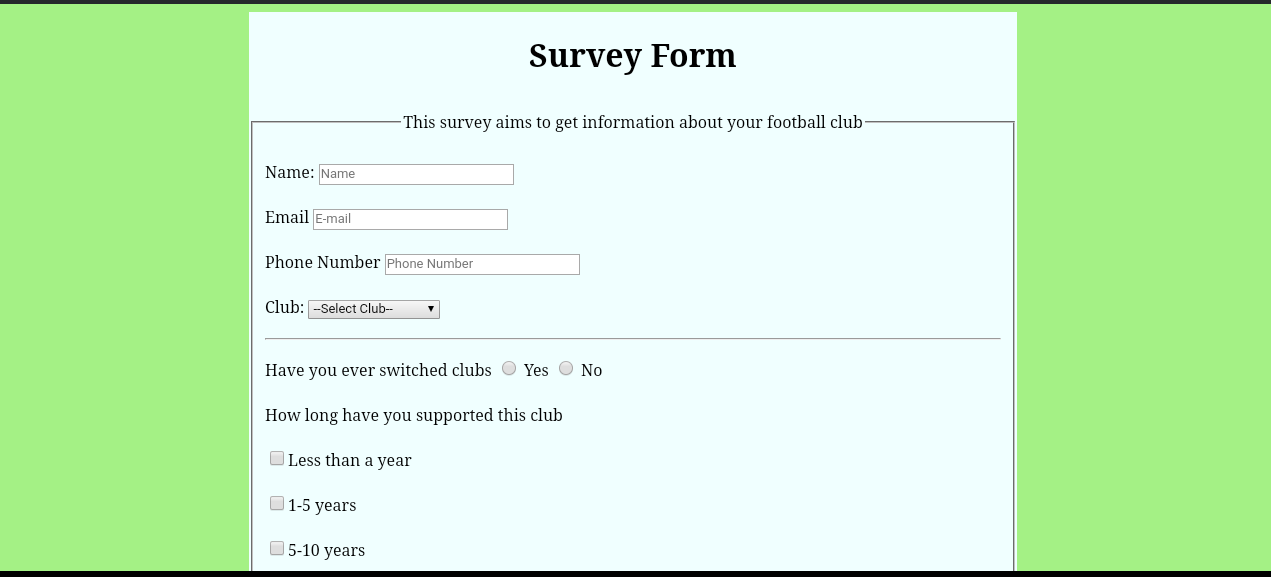 Survey Form
This survey aims to get information about your football club
Name: Name
Email E-mail
Phone Number Phone Number
Club: --Select Club--
Have you ever switched clubs Yes No
How long have you supported this club
Less than a year
1-5 years
5-10 years